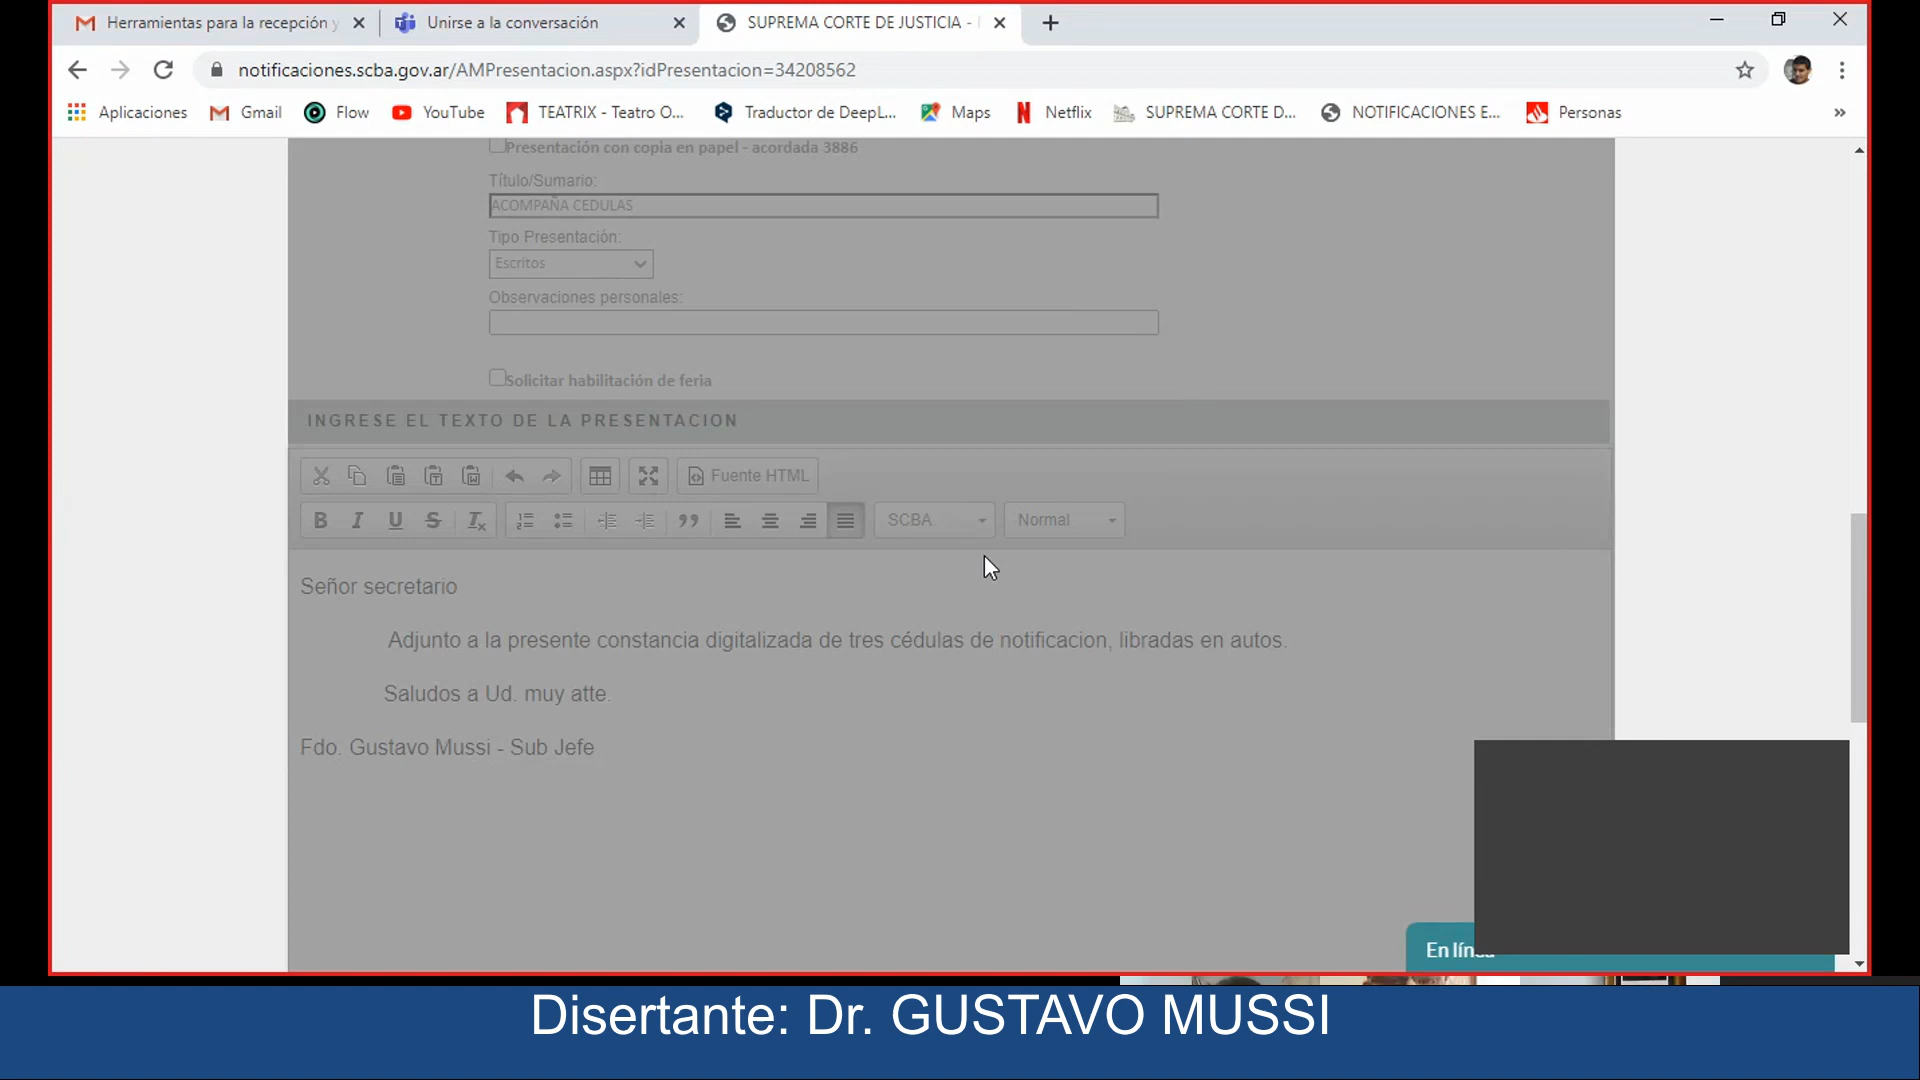 Herramientas para la recepción y
Unirse a la conversación
SUPREMA CORTE DE JUSTICIA -
notificaciones.scba.gov.ar/AMPresentacion.aspx?idPresentacion=34208562
Aplicaciones
Gmail
Flow
YouTube
TEATRIX - Teatro O...
Traductor de DeepL...
Maps
Netflix
SUPREMA CORTE D...
NOTIFICACIONES E...
Personas
»
Presentación con copia en papel - acordada 3886
Título/Sumario:
ACOMPAÑA CEDULAS
Tipo Presentación:
Escritos
Observaciones personales:
Solicitar habilitación de feria
INGRESE EL TEXTO DE LA PRESENTACION
Fuente HTML
SCBA
Normal
Señor secretario
Adjunto a la presente constancia digitalizada de tres cédulas de notificacion, libradas en autos.
Saludos a Ud. muy atte.
Fdo. Gustavo Mussi - Sub Jefe
En
Disertante: Dr. GUSTAVO MUSSI